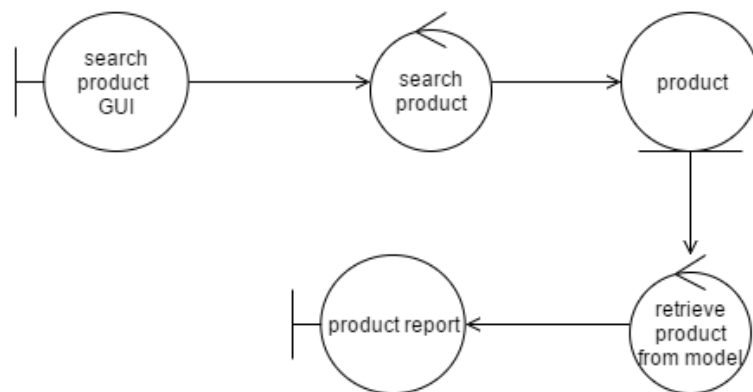 search
product
GUI
search
product
product
product report
retrieve
product
from model